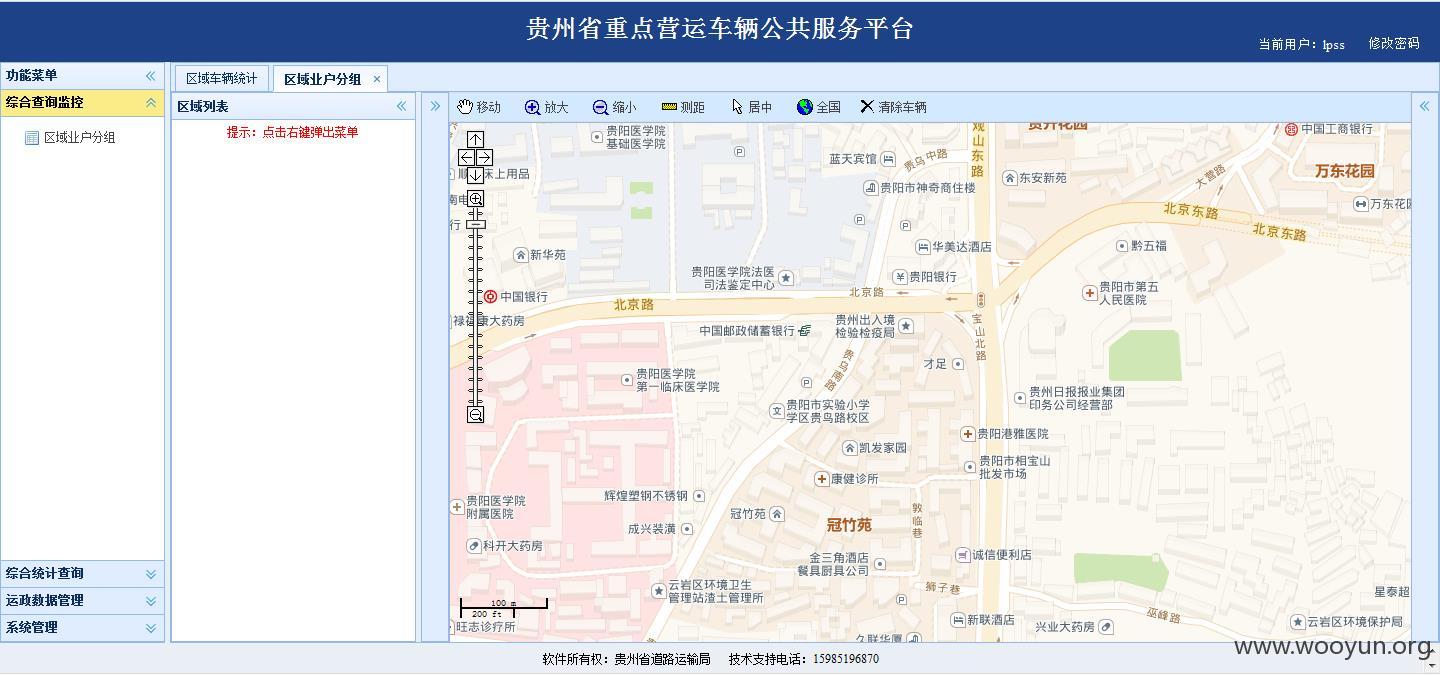 贵州省重点营运车辆公共服务平台
当前用户：lpss 修改密码
功能菜单
综合查询监控
区域业户分组
综合统计查询
运政数据管理
系统管理
区域车辆统计
区域业户分组
区域列表
提示：点击右键弹出菜单
移动 放大 缩小 测距 居中 全国 清除车辆
贵阳医学院
基础医学院
蓝天宾馆
贵乌中路
观山东路
中国工商银行
万东花园
床上用品
贵阳市神奇商住楼
东安新苑
大营路
万东花园
北京东路
北京东路
新华苑
华美达酒店
黔五福
贵阳医学院法医
司法鉴定中心
贵阳银行
贵阳市第五
人民医院
中国银行
北京路
北京路
禄福康大药房
中国邮政储蓄银行
贵州出入境
检验检疫局
宝山北路
贵乌南路
才足
贵阳医学院
第一临床医学院
贵州日报报业集团
印务公司经营部
贵阳市实验小学
学区贵乌路校区
贵阳港雅医院
凯发家园
贵阳市相宝山
批发市场
康健诊所
贵阳医学院
附属医院
辉煌塑钢不锈钢
冠竹苑
冠竹苑
敦临巷
成兴装潢
科开大药房
金三角酒店
餐具厨具公司
诚信便利店
云岩区环境卫生
管理站渣土管理所
狮子巷
星泰超
巫峰路
100 m
200 ft
旺志诊疗所
新联酒店
兴业大药房
云岩区环境保护局
久联华厦
www.wooyun.org
软件所有权：贵州省道路运输局 技术支持电话：15985196870